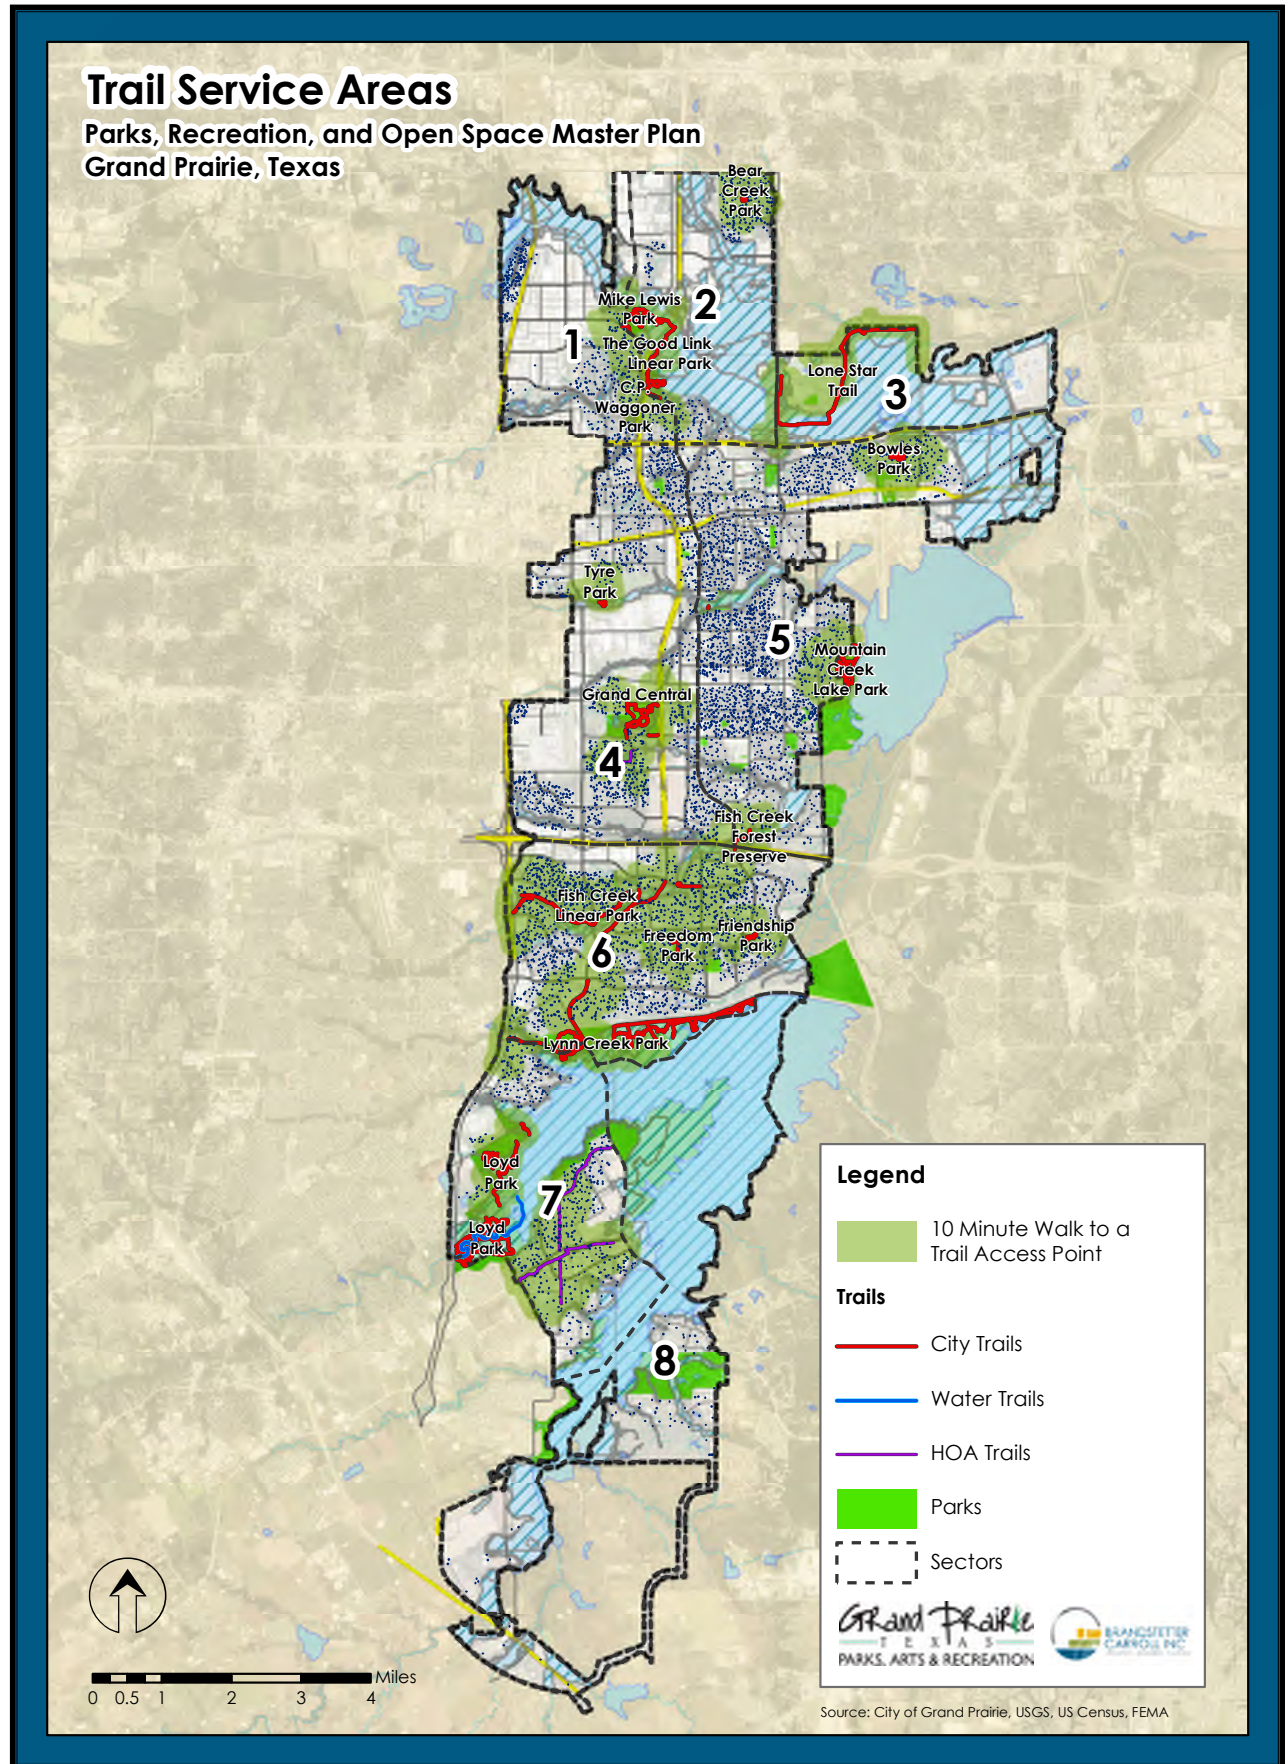 Trail Service Areas
Parks, Recreation, and Open Space Master Plan
Grand Prairie, Texas
Bear
Creek
Park
Mike Lewis
Park
2
1
The Good Link
Linear Park
C.P.
Waggoner
Park
Lone Star
Trail
3
Bowles
Park
Tyre
Park
5
Mountain
Creek
Lake Park
Grand Central
4
Fish Creek
Forest
Preserve
Fish Creek
Linear Park
Friendship
Park
Freedom
Park
6
Lynn Creek Park
Loyd
Park
7
Loyd
Park
8
Legend
10 Minute Walk to a
Trail Access Point
Trails
City Trails
Water Trails
HOA Trails
Parks
Sectors
Grand Prairie
TEXAS
PARKS, ARTS & RECREATION
BRANDSTETTER
CARROLL INC
Miles
0 0.5 1 2 3 4
Source: City of Grand Prairie, USGS, US Census, FEMA